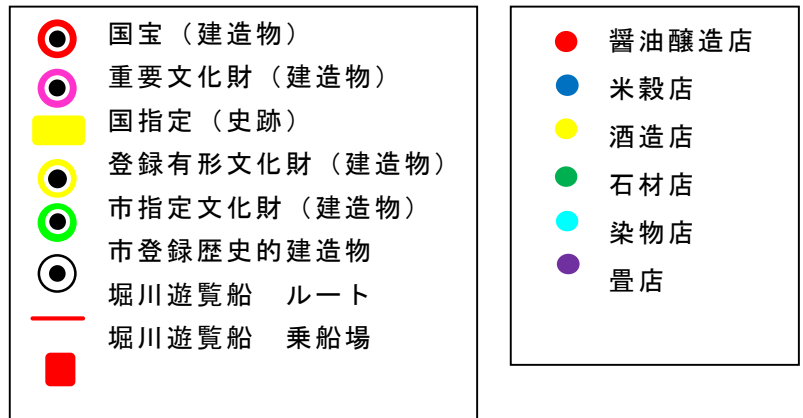 国宝（建造物）
重要文化財（建造物）
国指定（史跡）
登録有形文化財（建造物）
市指定文化財（建造物）
市登録歴史的建造物
堀川遊覧船　ルート
堀川遊覧船　乗船場
醤油醸造店
米穀店
酒造店
石材店
染物店
畳店